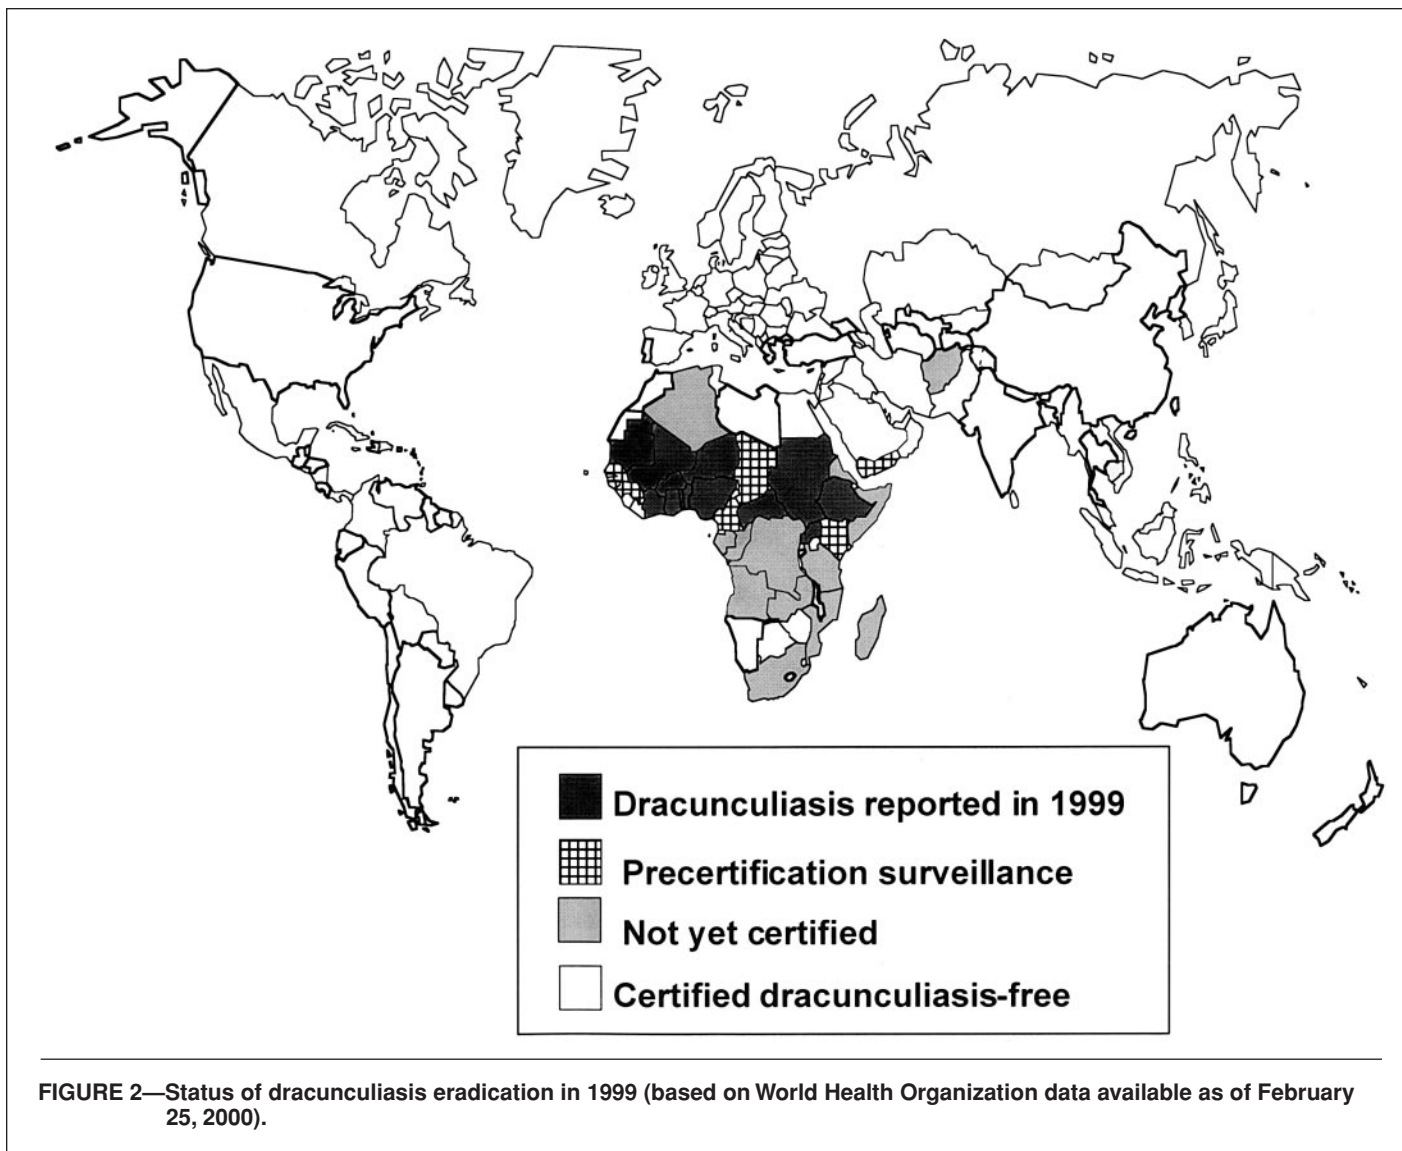 Dracunculiasis reported in 1999
Precertification surveillance
Not yet certified
Certified dracunculiasis-free
FIGURE 2—Status of dracunculiasis eradication in 1999 (based on World Health Organization data available as of February
25, 2000).